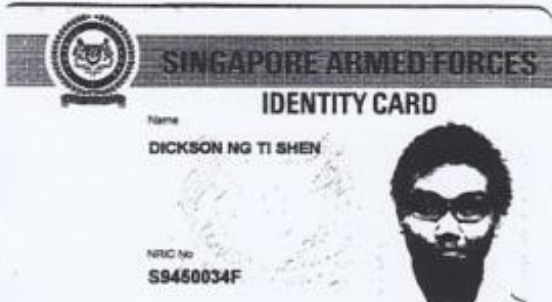 SINGAPORE ARMED FORCES
IDENTITY CARD
Name
DICKSON NG TI SHEN
NRIC No
S9450034F